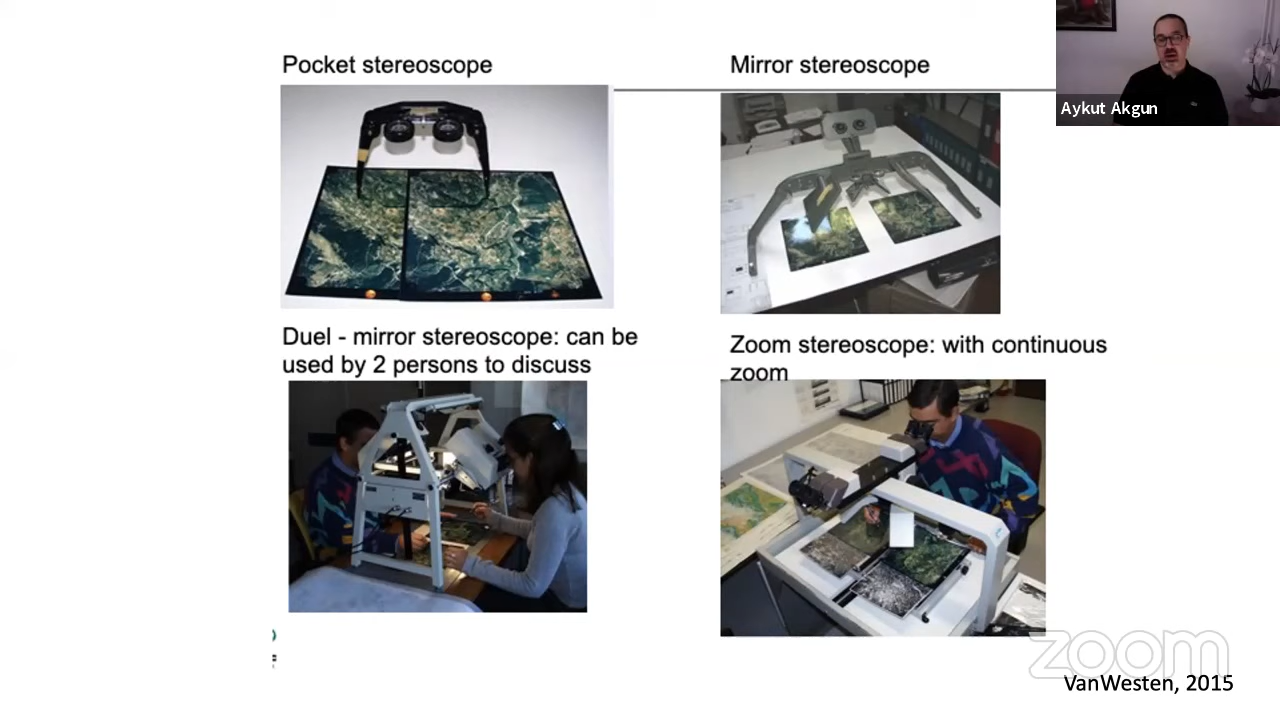 Pocket stereoscope
Mirror stereoscope
Aykut Akgun
Duel - mirror stereoscope: can be
used by 2 persons to discuss
Zoom stereoscope: with continuous
zoom
zoom
VanWesten, 2015